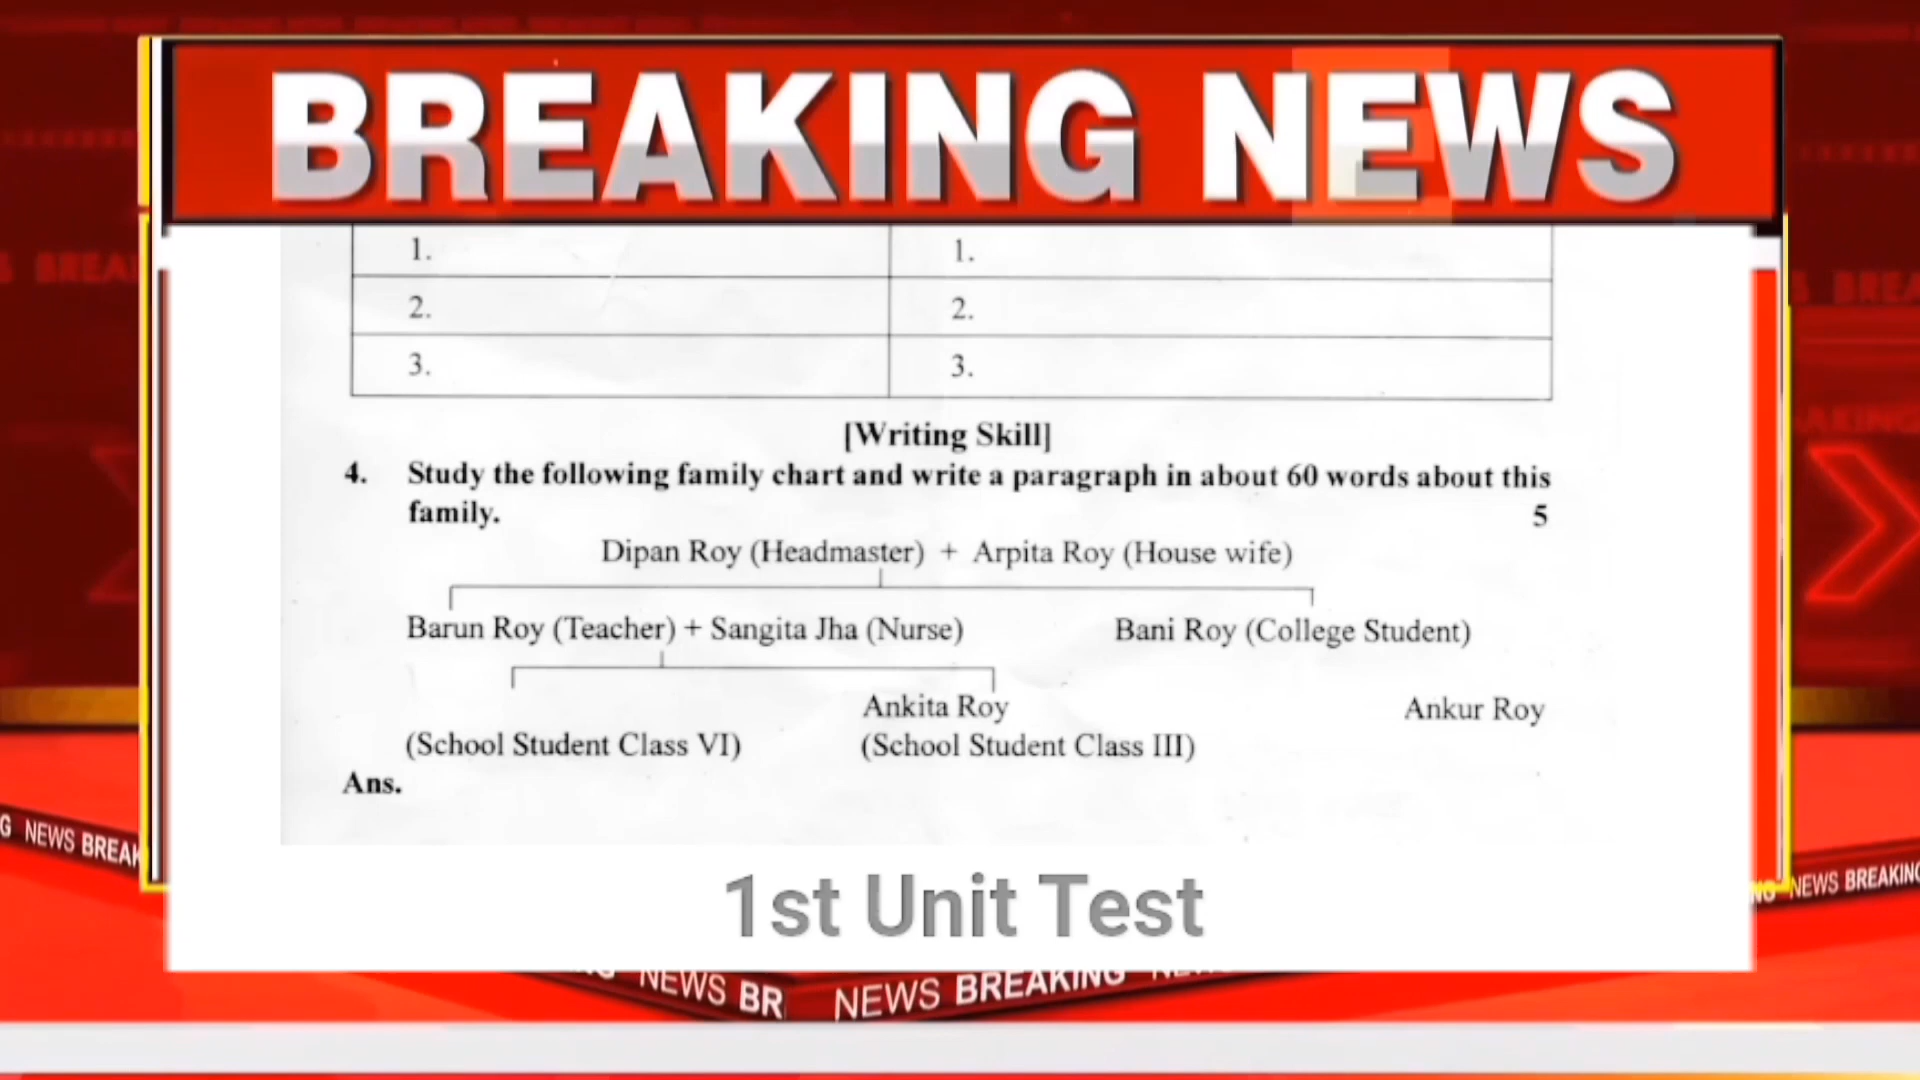 BREAKING NEWS
1. 1.
2. 2.
3. 3.
[Writing Skill]
4. Study the following family chart and write a paragraph in about 60 words about this
family. 5
Dipan Roy (Headmaster) + Arpita Roy (House wife)
Barun Roy (Teacher) + Sangita Jha (Nurse) Bani Roy (College Student)
Ankita Roy Ankur Roy
(School Student Class VI) (School Student Class III)
Ans.
1st Unit Test
NEWS BREAK
NEWS BREAKING
NEWS BR
NEWS BREAKING